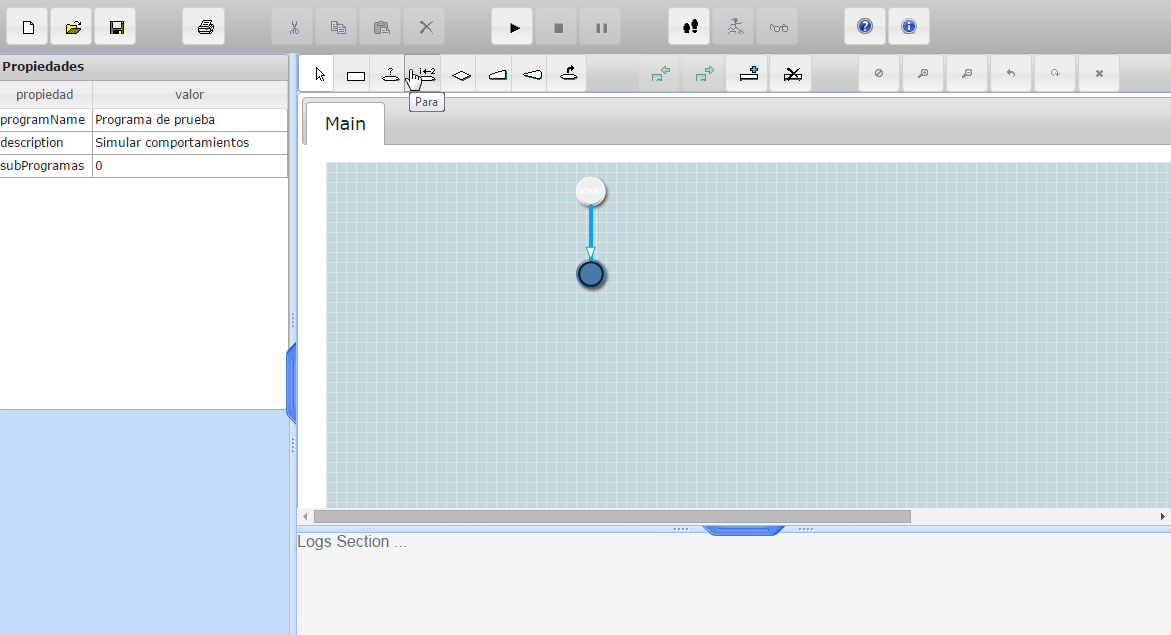 Propiedades
propiedad valor
programName Programa de prueba
description Simular comportamientos
subProgramas 0
Para
Main
START
Logs Section ...